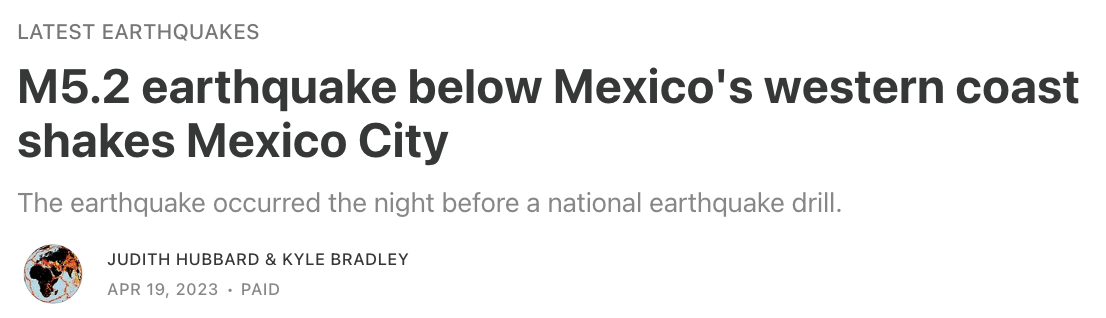 LATEST EARTHQUAKES
M5.2 earthquake below Mexico's western coast
shakes Mexico City
The earthquake occurred the night before a national earthquake drill.
JUDITH HUBBARD & KYLE BRADLEY
APR 19, 2023 • PAID